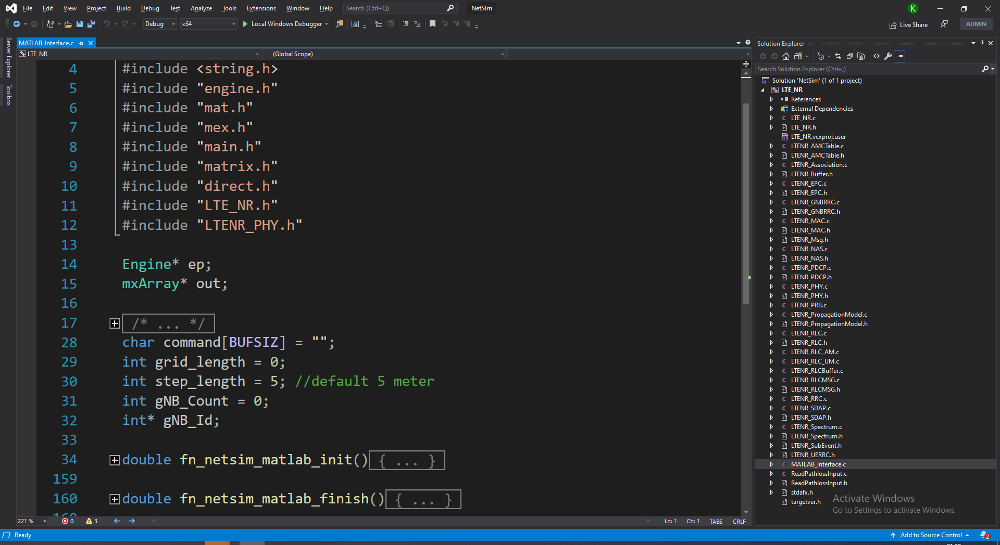 File Edit View Project Build Debug Test Analyze Tools Extensions Window Help Search (Ctrl+Q) NetSim K
Debug x64 Local Windows Debugger Live Share ADMIN
Server Explorer
Toolbox
MATLAB_Interface.c
LTE_NR (Global Scope)
4 #include <string.h>
5 #include "engine.h"
6 #include "mat.h"
7 #include "mex.h"
8 #include "main.h"
9 #include "matrix.h"
10 #include "direct.h"
11 #include "LTE_NR.h"
12 #include "LTENR_PHY.h"
13
14 Engine* ep;
15 mxArray* out;
16
17 /* ... */
28 char command[BUFSIZ] = "";
29 int grid_length = 0;
30 int step_length = 5; //default 5 meter
31 int gNB_Count = 0;
32 int* gNB_Id;
33
34 double fn_netsim_matlab_init(){ ... }
159
160 double fn_netsim_matlab_finish(){ ... }
168
221 % 0 3 Ln: 1 Ch: 1 TABS CRLF
Solution Explorer
Search Solution Explorer (Ctrl+;)
Solution 'NetSim' (1 of 1 project)
LTE_NR
References
External Dependencies
LTE_NR.c
LTE_NR.h
LTE_NR.vcxproj.user
LTENR_AMCTable.c
LTENR_AMCTable.h
LTENR_Association.c
LTENR_Buffer.h
LTENR_EPC.c
LTENR_EPC.h
LTENR_GNBRRC.c
LTENR_GNBRRC.h
LTENR_MAC.c
LTENR_MAC.h
LTENR_Msg.h
LTENR_NAS.c
LTENR_NAS.h
LTENR_PDCP.c
LTENR_PDCP.h
LTENR_PHY.c
LTENR_PHY.h
LTENR_PRB.c
LTENR_PropagationModel.c
LTENR_PropagationModel.h
LTENR_RLC.c
LTENR_RLC.h
LTENR_RLC_AM.c
LTENR_RLC_UM.c
LTENR_RLCBuffer.c
LTENR_RLCMSG.c
LTENR_RLCMSG.h
LTENR_RRC.c
LTENR_SDAP.c
LTENR_SDAP.h
LTENR_Spectrum.c
LTENR_Spectrum.h
LTENR_SubEvent.h
LTENR_UERRC.h
MATLAB_Interface.c
ReadPathlossInput.c
ReadPathlossInput.h
stdafx.h
targetver.h
Activate Windows
Go to Settings to activate Windows.
Ready Add to Source Control 2